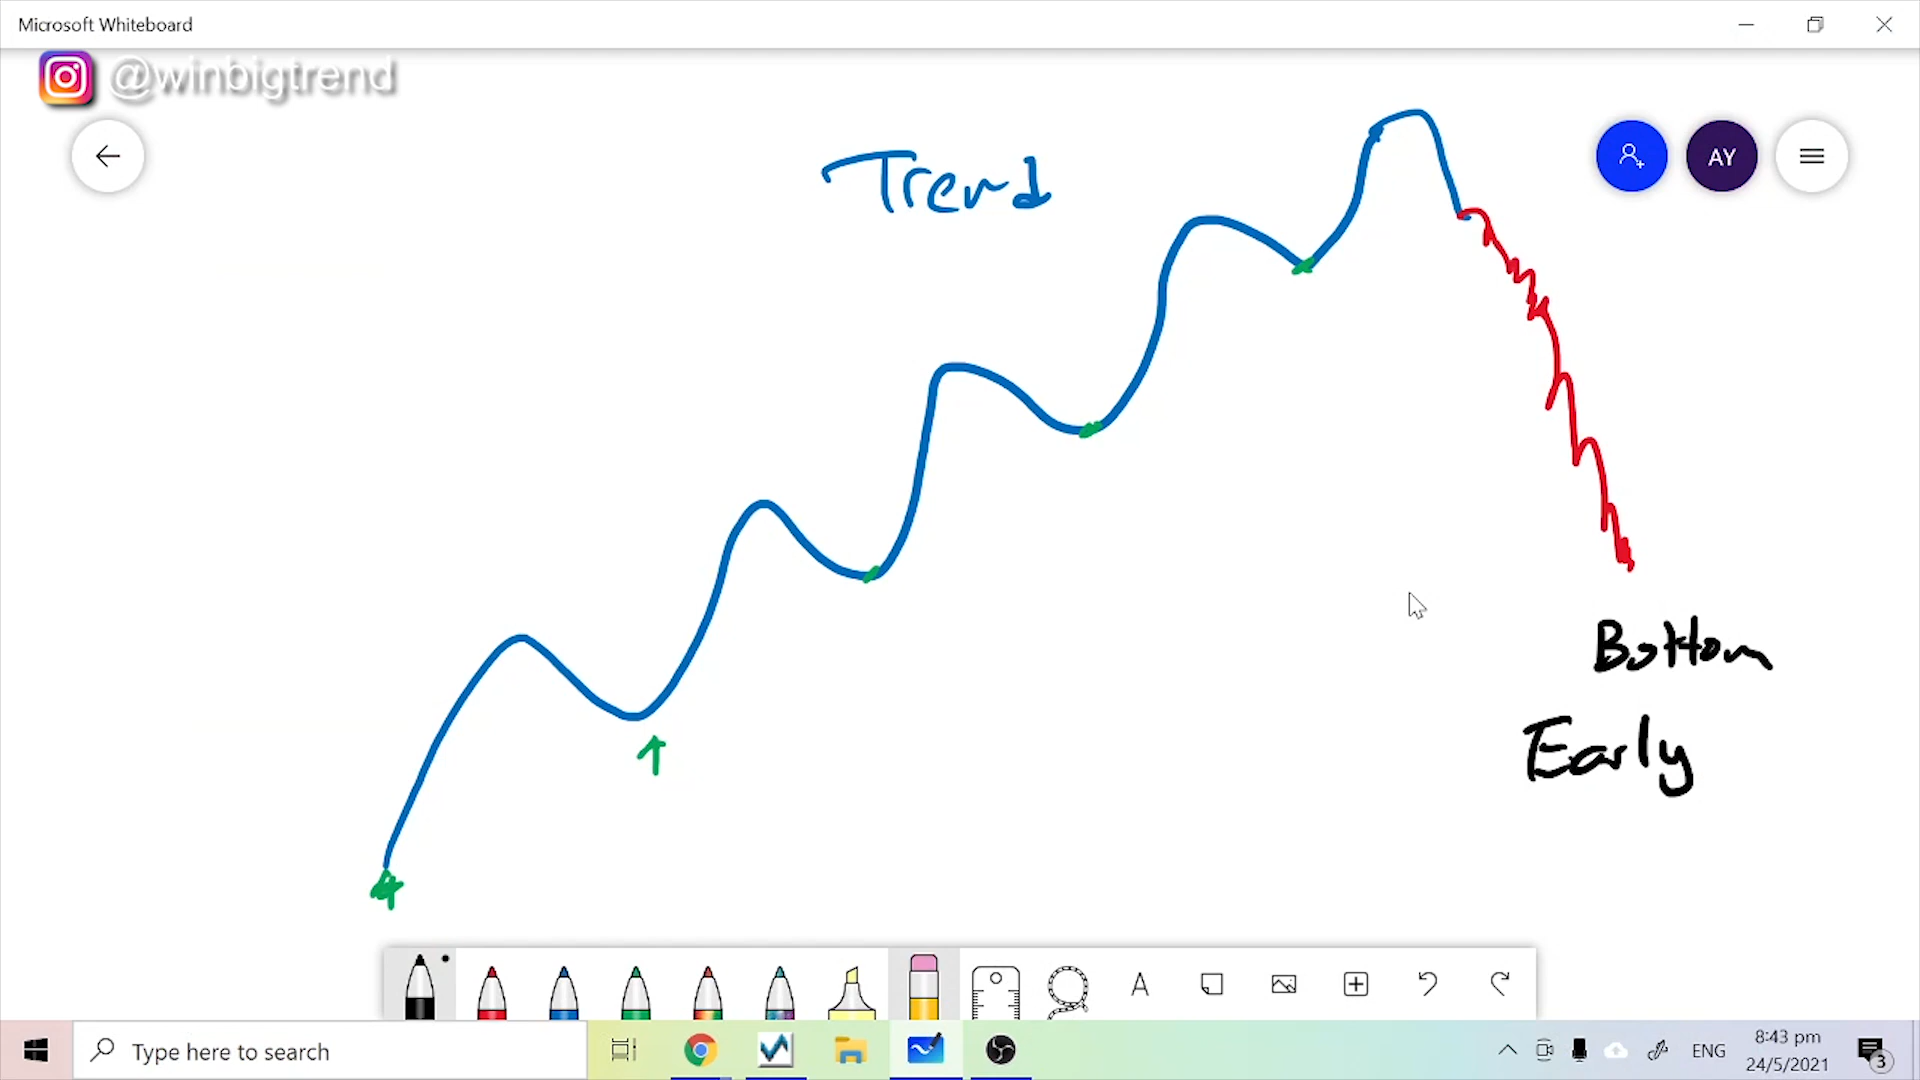 Microsoft Whiteboard
@winbigtrend
Trend
AY
Bottom
Early
A
Type here to search
ENG
8:43 pm
24/5/2021
3